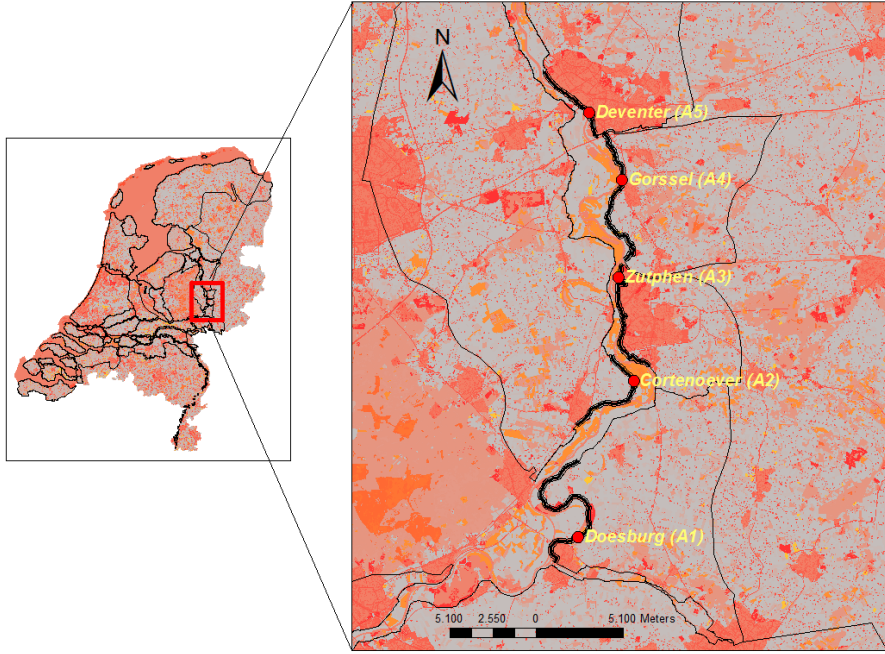 N
Deventer (A5)
Gorssel (A4)
Zutphen (A3)
Cortenoever (A2)
Doesburg (A1)
5.100 2.550 0 5.100 Meters